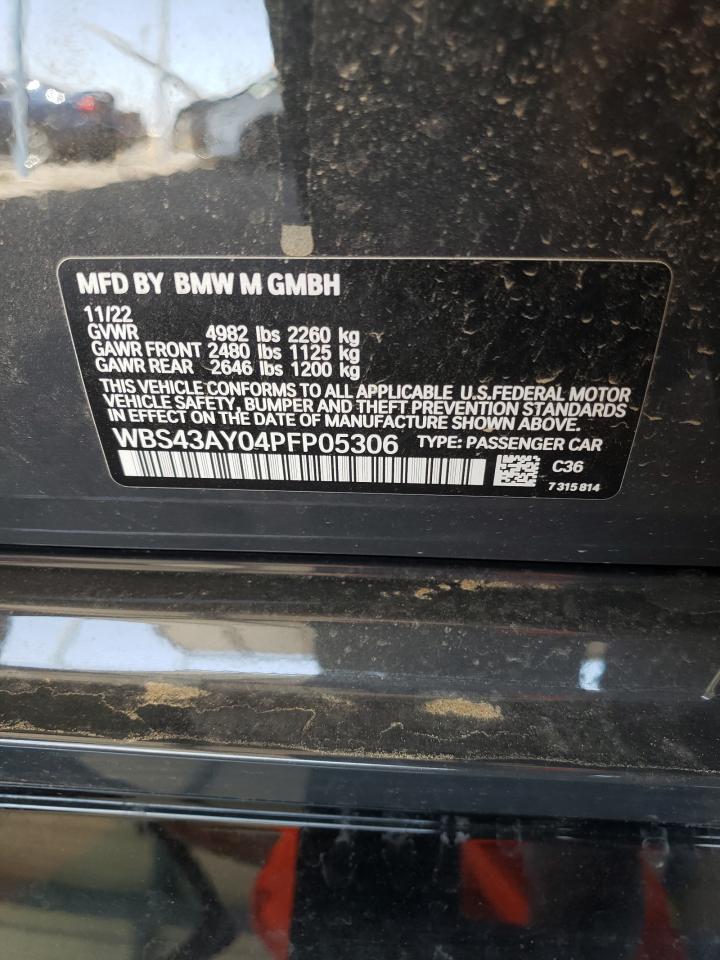 MFD BY BMW M GMBH
11/22
GVWR 4982 lbs 2260 kg
GAWR FRONT 2480 lbs 1125 kg
GAWR REAR 2646 lbs 1200 kg
THIS VEHICLE CONFORMS TO ALL APPLICABLE U.S.FEDERAL MOTOR
VEHICLE SAFETY, BUMPER AND THEFT PREVENTION STANDARDS
IN EFFECT ON THE DATE OF MANUFACTURE SHOWN ABOVE.
WBS43AY04PFP05306 TYPE: PASSENGER CAR
C36
7 315 814